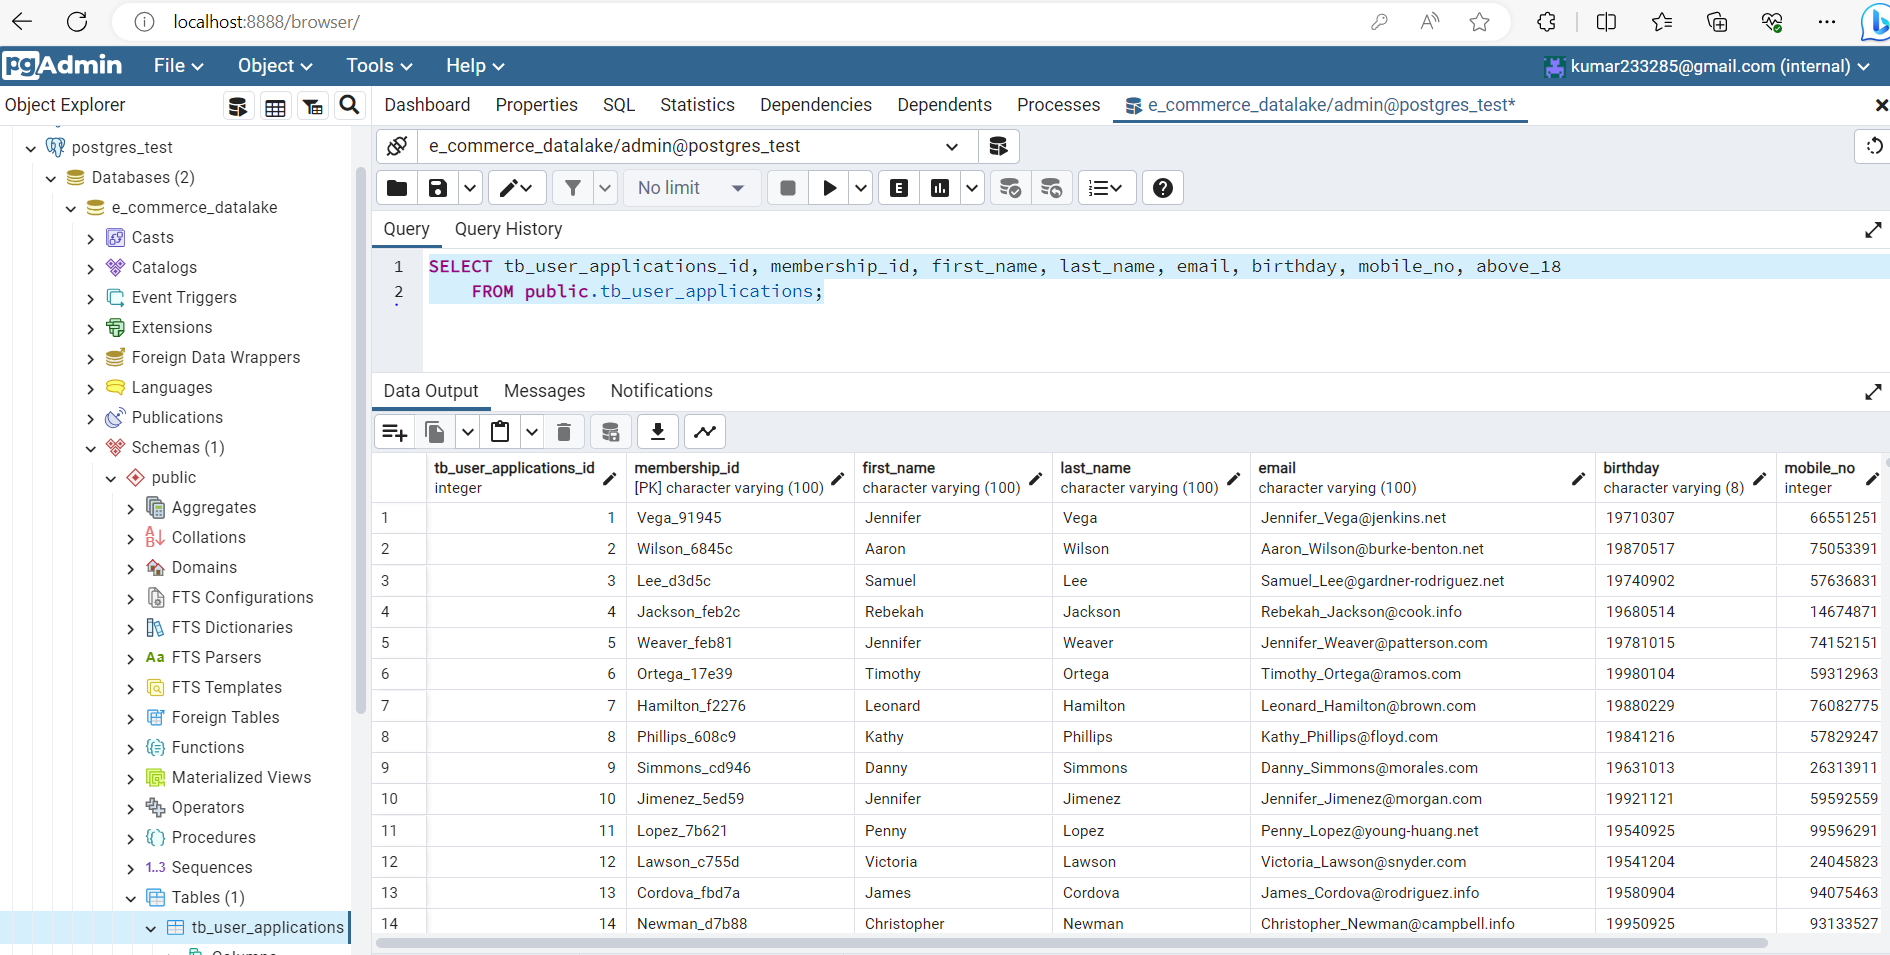 localhost:8888/browser/
pgAdmin File Object Tools Help kumar233285@gmail.com (internal)
Object Explorer
Dashboard Properties SQL Statistics Dependencies Dependents Processes e_commerce_datalake/admin@postgres_test*
postgres_test
Databases (2)
e_commerce_datalake
Casts
Catalogs
Event Triggers
Extensions
Foreign Data Wrappers
Languages
Publications
Schemas (1)
public
Aggregates
Collations
Domains
FTS Configurations
FTS Dictionaries
Aa FTS Parsers
FTS Templates
Foreign Tables
Functions
Materialized Views
Operators
Procedures
1..3 Sequences
Tables (1)
tb_user_applications
e_commerce_datalake/admin@postgres_test
No limit
E
Query Query History
1 SELECT tb_user_applications_id, membership_id, first_name, last_name, email, birthday, mobile_no, above_18
2 FROM public.tb_user_applications;
Data Output Messages Notifications
tb_user_applications_id membership_id first_name last_name email birthday mobile_no
integer [PK] character varying (100) character varying (100) character varying (100) character varying (100) character varying (8) integer
1 1 Vega_91945 Jennifer Vega Jennifer_Vega@jenkins.net 19710307 66551251
2 2 Wilson_6845c Aaron Wilson Aaron_Wilson@burke-benton.net 19870517 75053391
3 3 Lee_d3d5c Samuel Lee Samuel_Lee@gardner-rodriguez.net 19740902 57636831
4 4 Jackson_feb2c Rebekah Jackson Rebekah_Jackson@cook.info 19680514 14674871
5 5 Weaver_feb81 Jennifer Weaver Jennifer_Weaver@patterson.com 19781015 74152151
6 6 Ortega_17e39 Timothy Ortega Timothy_Ortega@ramos.com 19980104 59312963
7 7 Hamilton_f2276 Leonard Hamilton Leonard_Hamilton@brown.com 19880229 76082775
8 8 Phillips_608c9 Kathy Phillips Kathy_Phillips@floyd.com 19841216 57829247
9 9 Simmons_cd946 Danny Simmons Danny_Simmons@morales.com 19631013 26313911
10 10 Jimenez_5ed59 Jennifer Jimenez Jennifer_Jimenez@morgan.com 19921121 59592559
11 11 Lopez_7b621 Penny Lopez Penny_Lopez@young-huang.net 19540925 99596291
12 12 Lawson_c755d Victoria Lawson Victoria_Lawson@snyder.com 19541204 24045823
13 13 Cordova_fbd7a James Cordova James_Cordova@rodriguez.info 19580904 94075463
14 14 Newman_d7b88 Christopher Newman Christopher_Newman@campbell.info 19950925 93133527